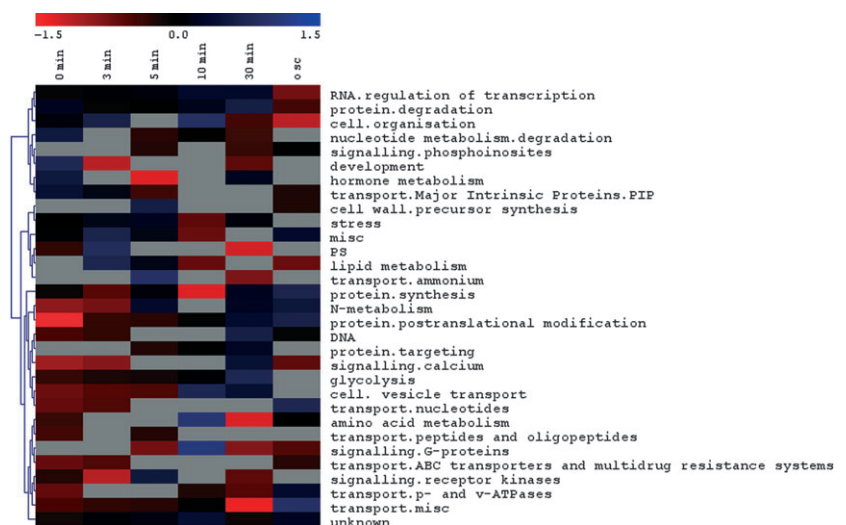 -1.5 0.0 1.5
0 min 3 min 5 min 10 min 30 min o sc
RNA.regulation of transcription
protein.degradation
cell.organisation
nucleotide metabolism.degradation
signalling.phosphoinosites
development
hormone metabolism
transport.Major Intrinsic Proteins.PIP
cell wall.precursor synthesis
stress
misc
PS
lipid metabolism
transport.ammonium
protein.synthesis
N-metabolism
protein.postranslational modification
DNA
protein.targeting
signalling.calcium
glycolysis
cell. vesicle transport
transport.nucleotides
amino acid metabolism
transport.peptides and oligopeptides
signalling.G-proteins
transport.ABC transporters and multidrug resistance systems
signalling.receptor kinases
transport.p- and v-ATPases
transport.misc
unknown